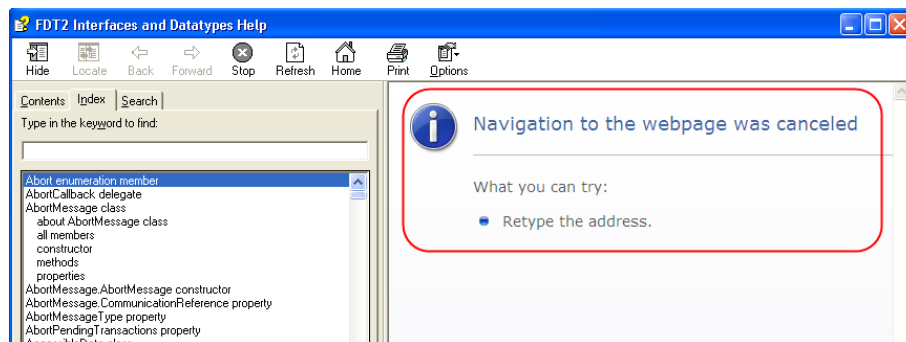 FDT2 Interfaces and Datatypes Help
Hide Locate Back Forward Stop Refresh Home Print Options
Contents Index Search
Type in the keyword to find:
Abort enumeration member
AbortCallback delegate
AbortMessage class
about AbortMessage class
all members
constructor
methods
properties
AbortMessage.AbortMessage constructor
AbortMessage.CommunicationReference property
AbortMessageType property
AbortPendingTransactions property
Navigation to the webpage was canceled
What you can try:
Retype the address.